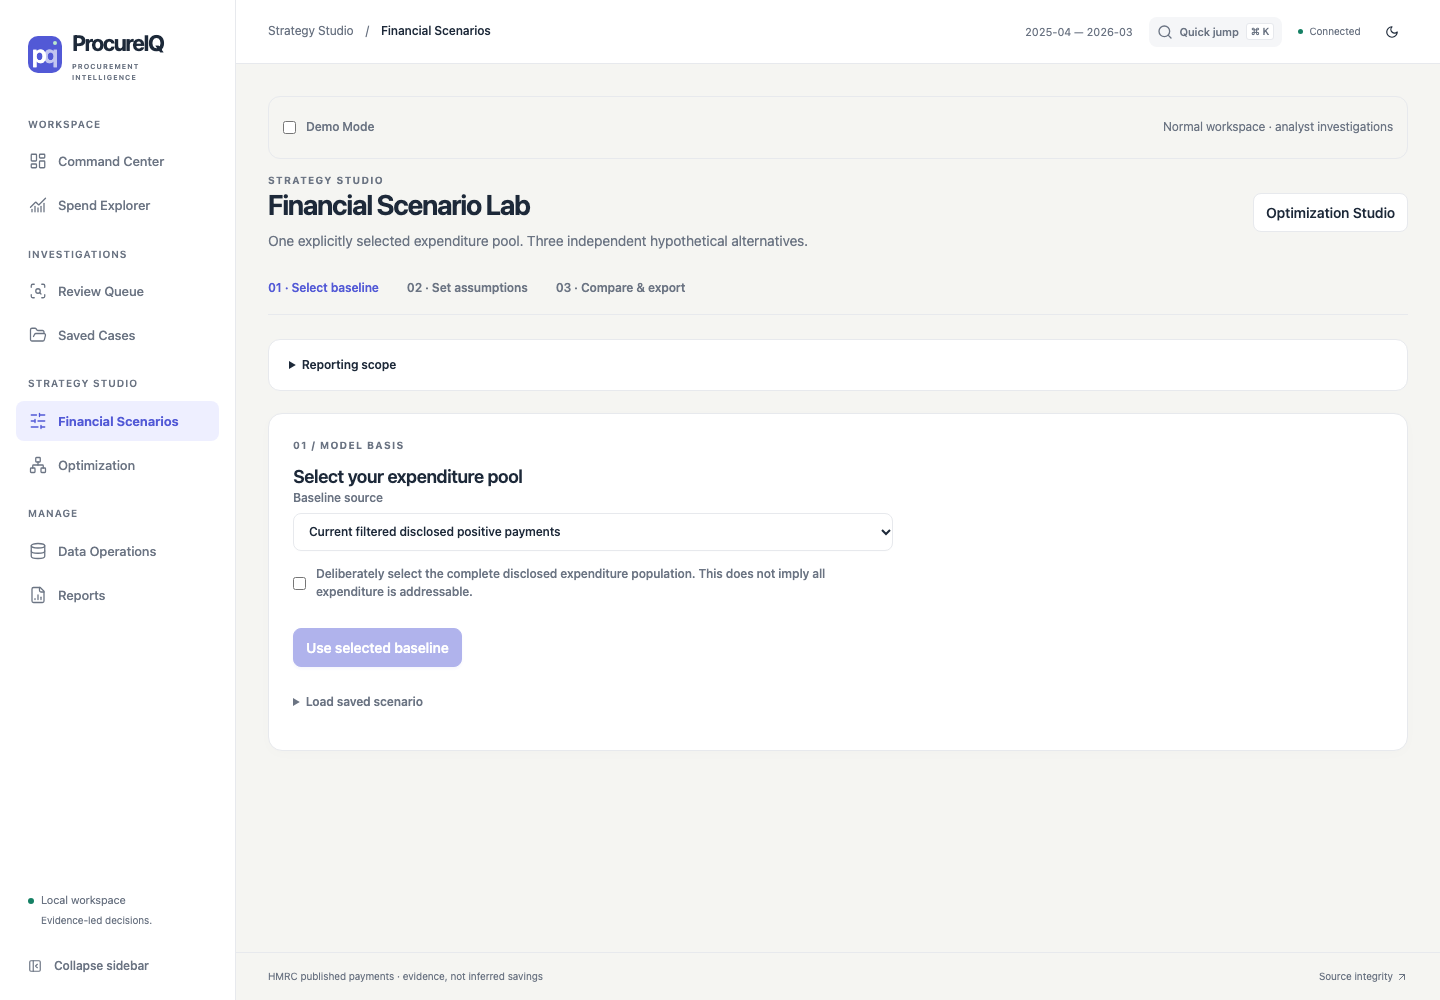 pq
ProcureIQ
PROCUREMENT
INTELLIGENCE
WORKSPACE
Command Center
Spend Explorer
INVESTIGATIONS
Review Queue
Saved Cases
STRATEGY STUDIO
Financial Scenarios
Optimization
MANAGE
Data Operations
Reports
Local workspace
Evidence-led decisions.
Collapse sidebar
Strategy Studio / Financial Scenarios
2025-04 — 2026-03
Quick jump ⌘ K
Connected
Demo Mode
Normal workspace · analyst investigations
STRATEGY STUDIO
Financial Scenario Lab
One explicitly selected expenditure pool. Three independent hypothetical alternatives.
Optimization Studio
01 · Select baseline
02 · Set assumptions
03 · Compare & export
Reporting scope
01 / MODEL BASIS
Select your expenditure pool
Baseline source
Current filtered disclosed positive payments
Deliberately select the complete disclosed expenditure population. This does not imply all
expenditure is addressable.
Use selected baseline
Load saved scenario
HMRC published payments · evidence, not inferred savings
Source integrity